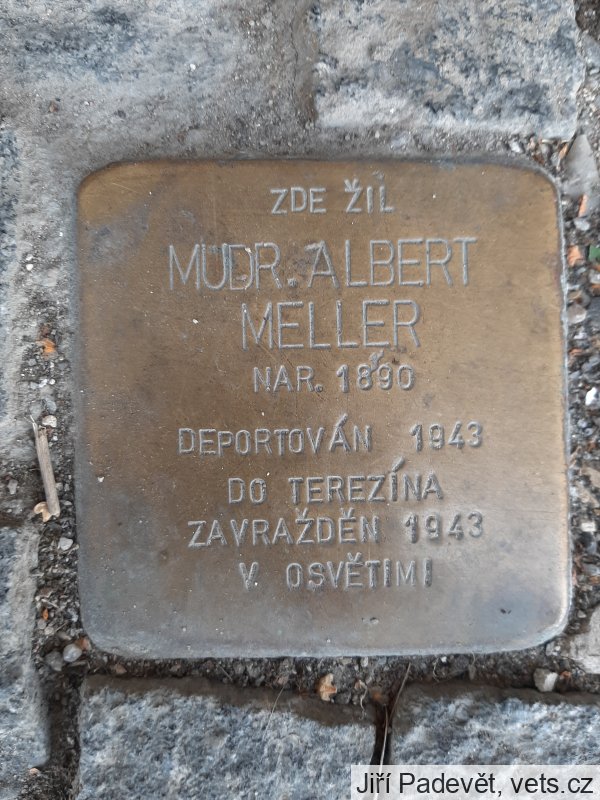 ZDE ŽIL
MUDR. ALBERT
MELLER
NAR. 1890
DEPORTOVÁN 1943
DO TEREZÍNA
ZAVRAŽDĚN 1943
V OSVĚTIMI
Jiří Padevět, vets.cz